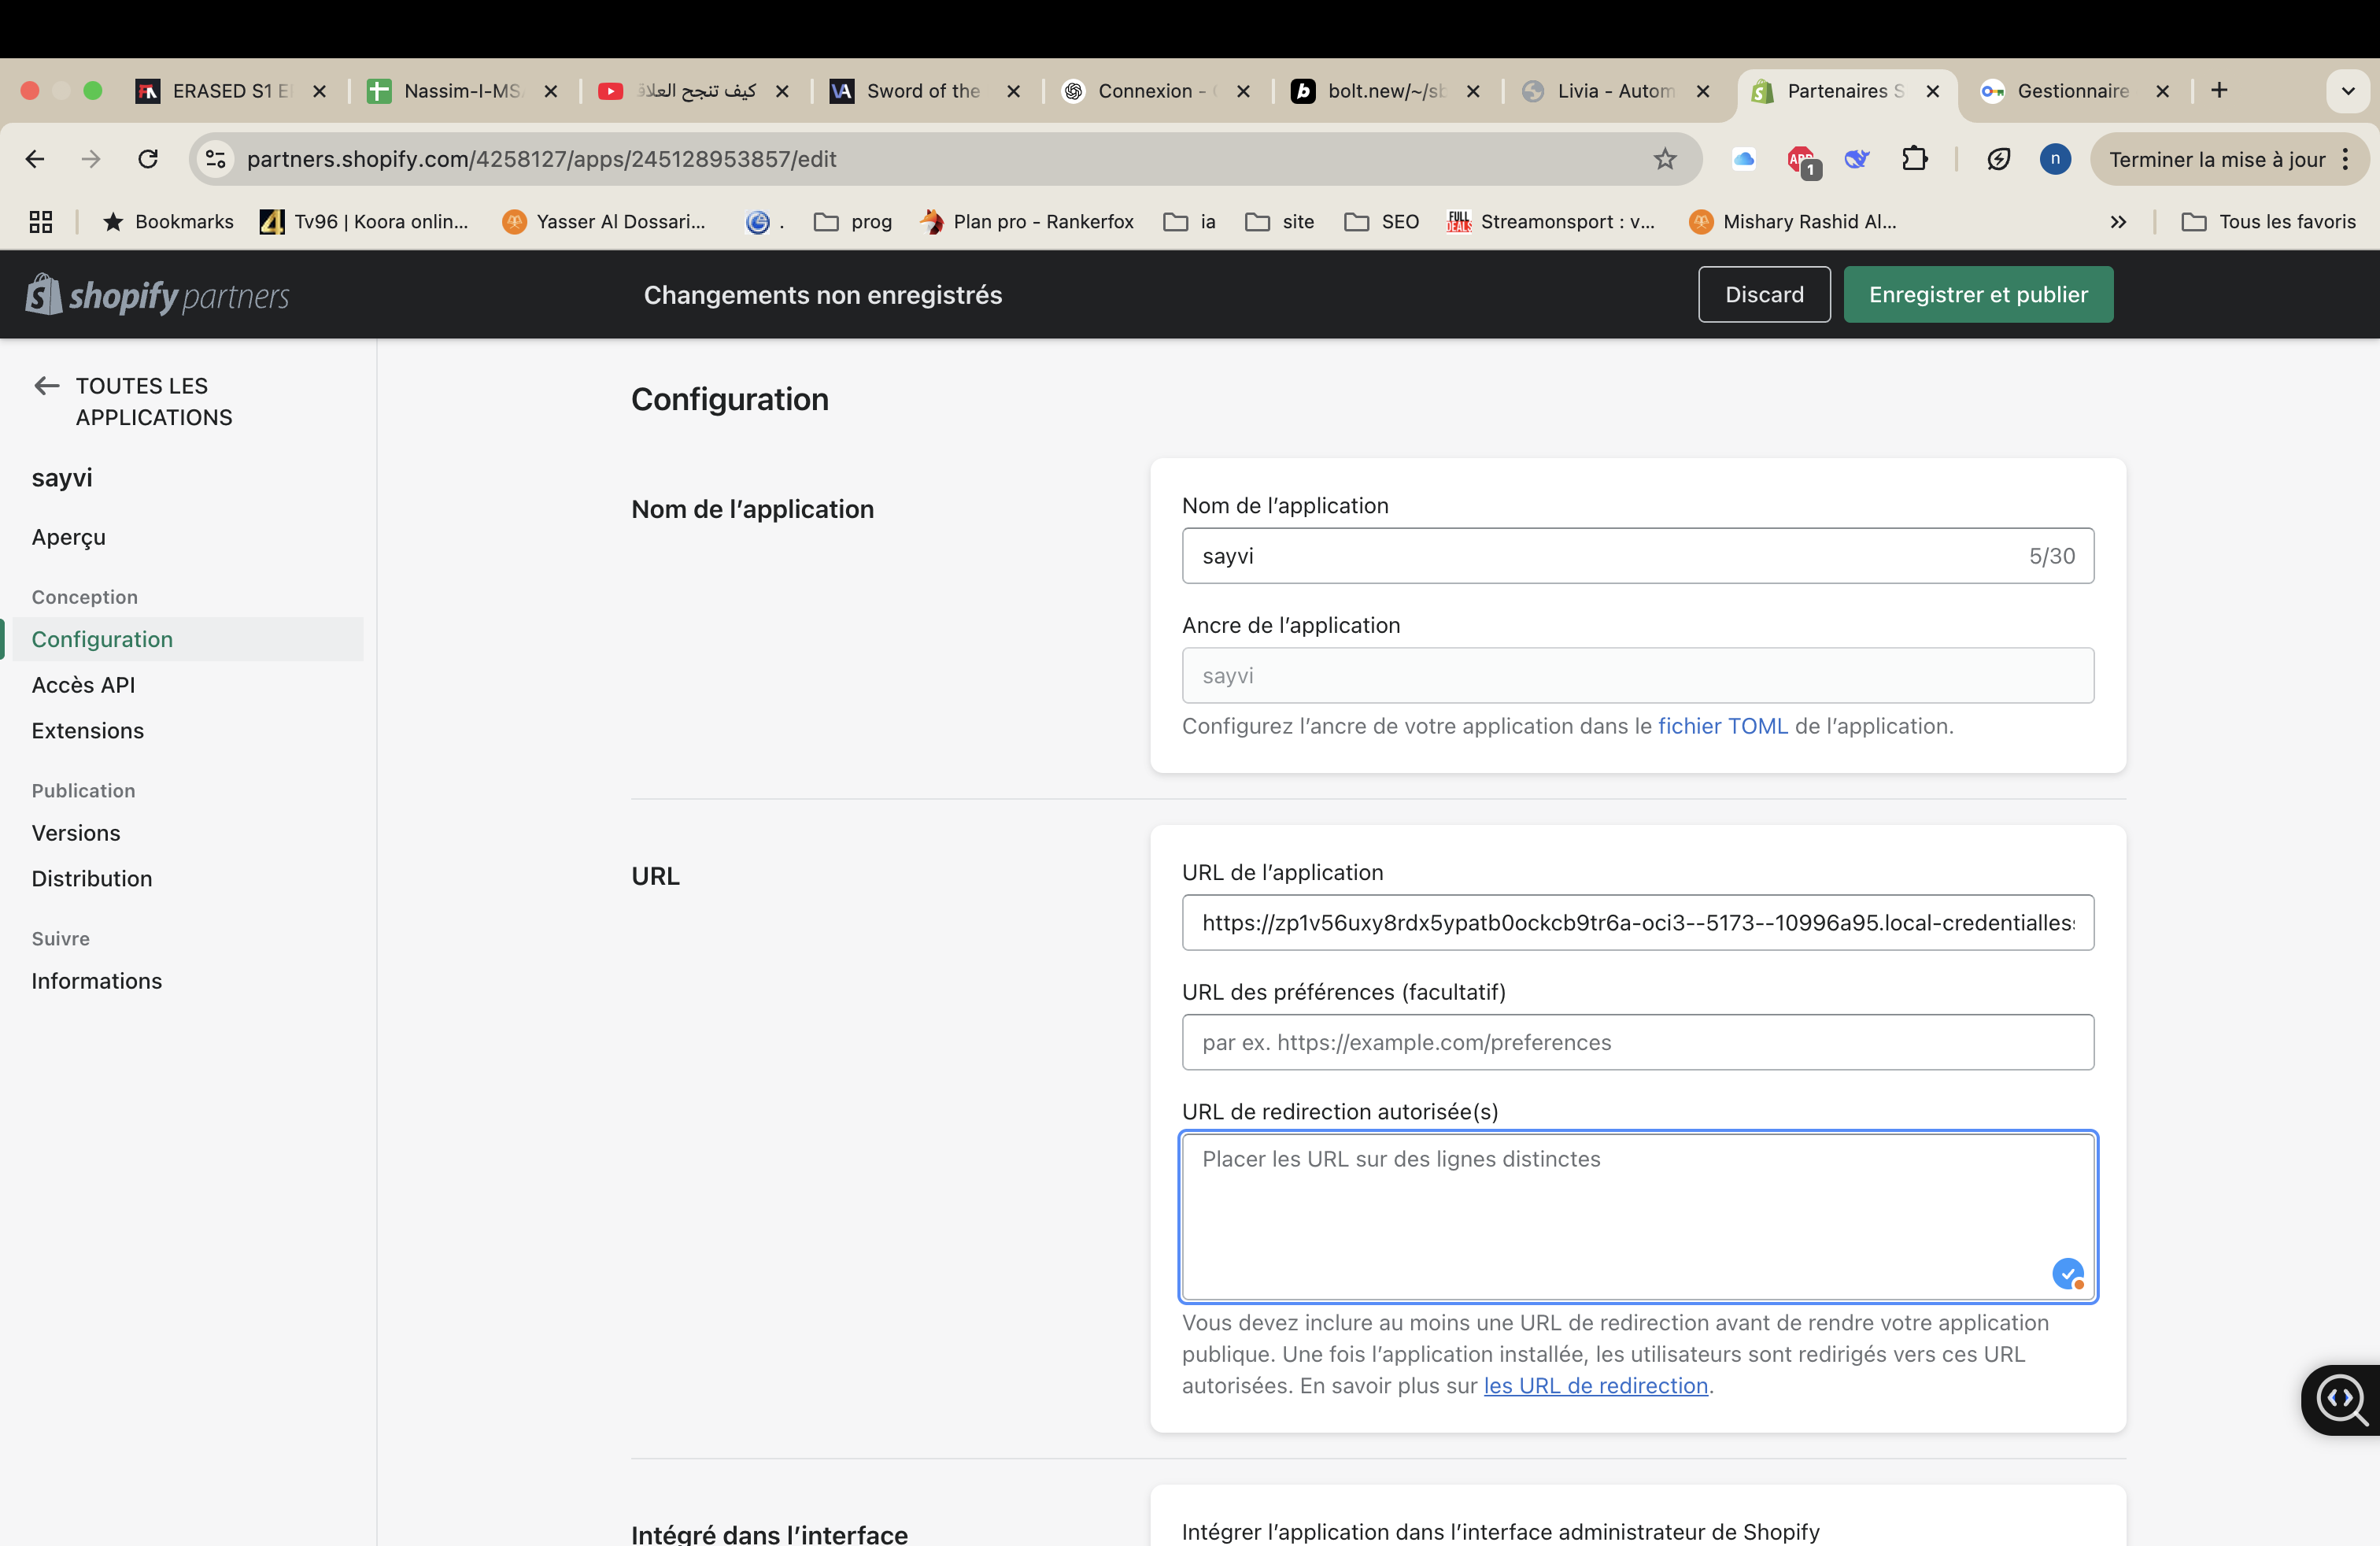 ERASED S1 E
Nassim-I-MS
كيف تنجح العلاق
Sword of the
Connexion -
bolt.new/~/sb
Livia - Autom
Partenaires S
Gestionnaire
partners.shopify.com/4258127/apps/245128953857/edit
1
n
Terminer la mise à jour
Bookmarks
Tv96 | Koora onlin...
Yasser Al Dossari...
.
prog
Plan pro - Rankerfox
ia
site
SEO
FULL DEALS
Streamonsport : v...
Mishary Rashid Al...
Tous les favoris
shopify partners
Changements non enregistrés
Discard
Enregistrer et publier
TOUTES LES
APPLICATIONS
sayvi
Aperçu
Conception
Configuration
Accès API
Extensions
Publication
Versions
Distribution
Suivre
Informations
Configuration
Nom de l’application
Nom de l’application
sayvi
5/30
Ancre de l’application
sayvi
Configurez l’ancre de votre application dans le fichier TOML de l’application.
URL
URL de l’application
https://zp1v56uxy8rdx5ypatb0ockcb9tr6a-oci3--5173--10996a95.local-credentialles
URL des préférences (facultatif)
par ex. https://example.com/preferences
URL de redirection autorisée(s)
Placer les URL sur des lignes distinctes
Vous devez inclure au moins une URL de redirection avant de rendre votre application
publique. Une fois l’application installée, les utilisateurs sont redirigés vers ces URL
autorisées. En savoir plus sur les URL de redirection.
Intégré dans l’interface
Intégrer l’application dans l’interface administrateur de Shopify